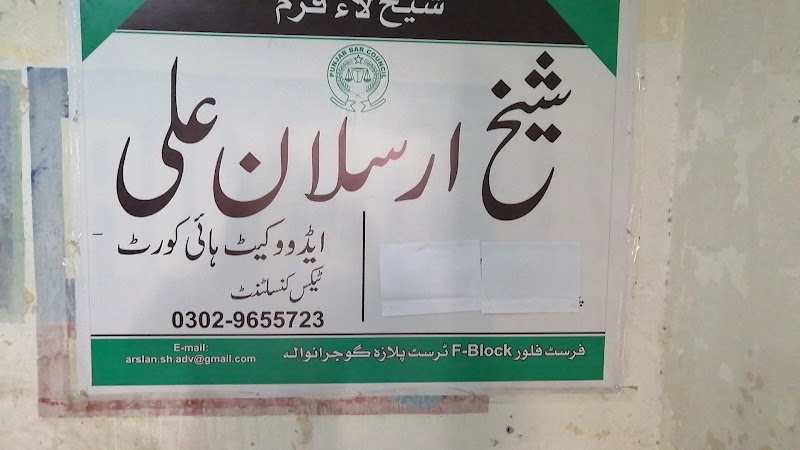 شیخ لاء فرم
PUNJAB BAR COUNCIL
شیخ ارسلان علی
ایڈووکیٹ ہائی کورٹ
ٹیکس کنسلٹنٹ
0302-9655723
فرسٹ فلور F-Block ٹرسٹ پلازہ گوجرانوالہ
E-mail:
arslan.sh.adv@gmail.com